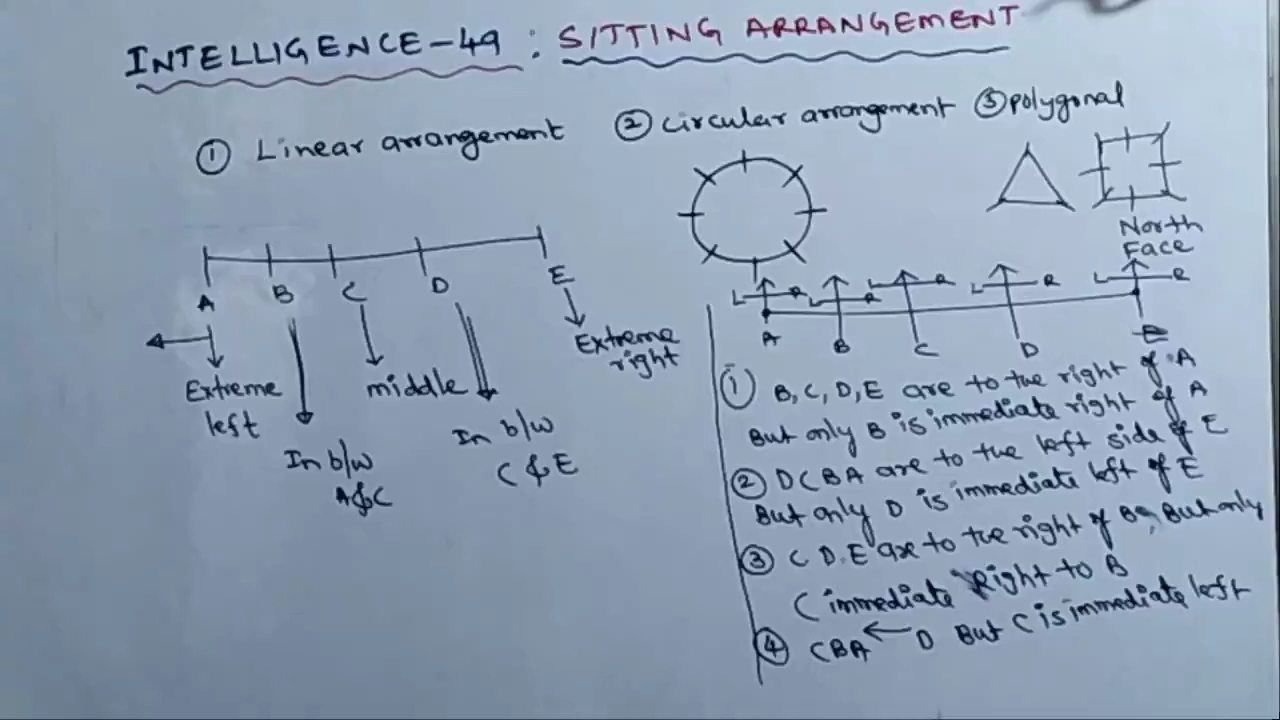 INTELLIGENCE-49 : SITTING ARRANGEMENT
① Linear arrangement ② circular arrangement ③ polygonal
A B C D E
Extreme left
In b/w A&C
middle
In b/w C & E
Extreme right
North Face
L R L R L R L R L R
A B C D E
① B, C, D, E are to the right of A
But only B is immediate right of A
② DCBA are to the left side of E
But only D is immediate left of E
③ C D.E are to the right of B, But only
C immediate Right to B
④ CBA ← D But C is immediate left